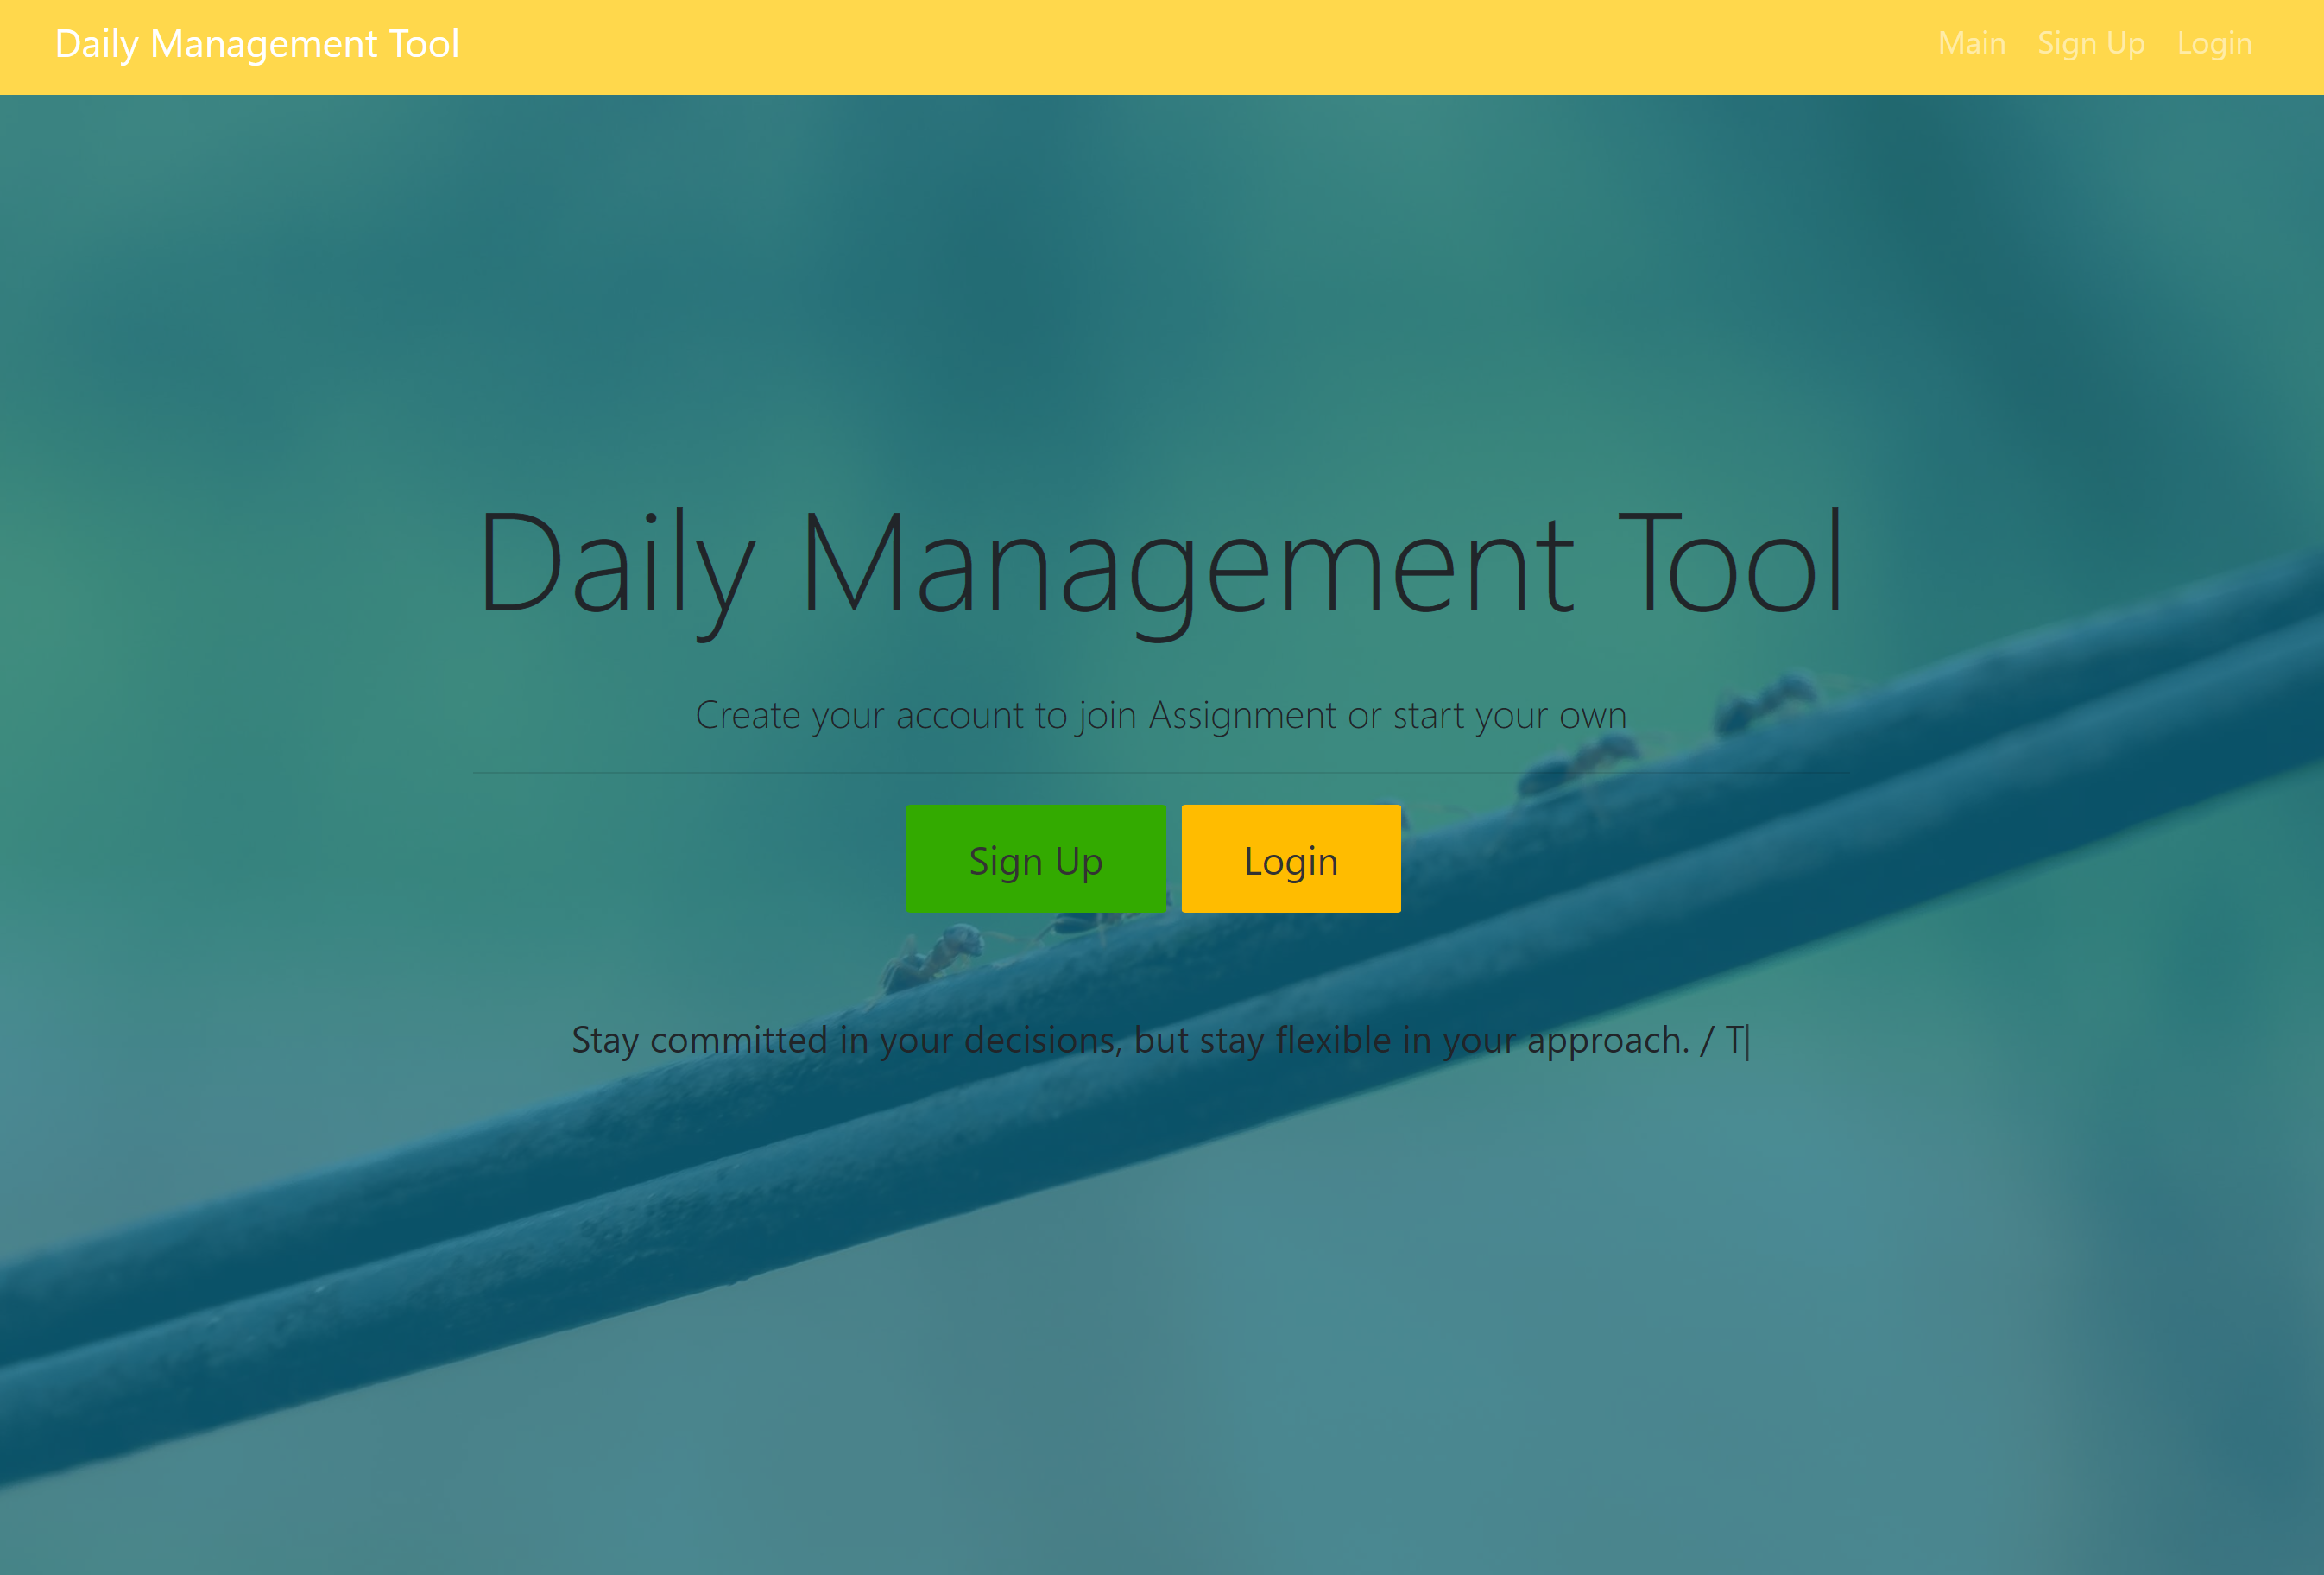 Daily Management Tool
Main Sign Up Login
Daily Management Tool
Create your account to join Assignment or start your own
Sign Up
Login
Stay committed in your decisions, but stay flexible in your approach. / T|